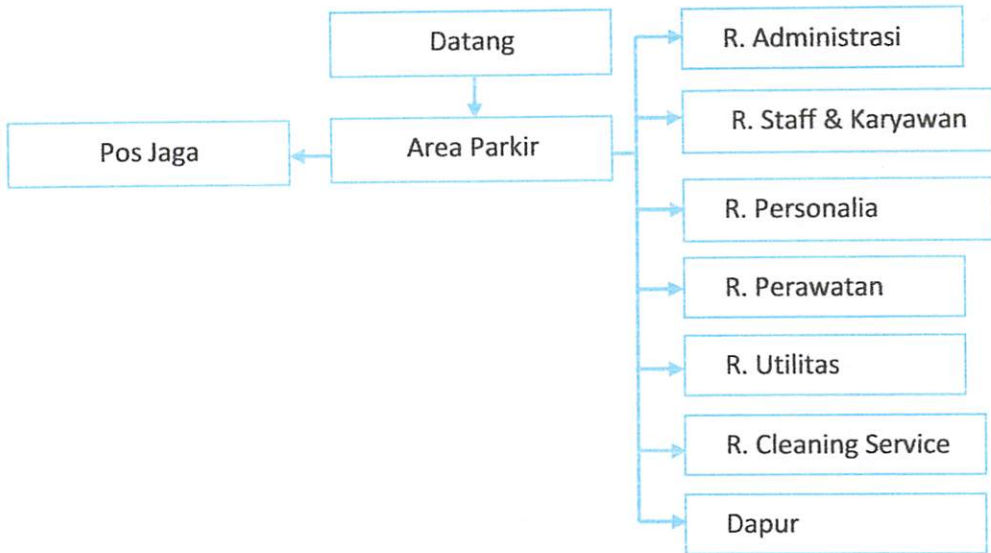 Datang
Pos Jaga
Area Parkir
R. Administrasi
R. Staff & Karyawan
R. Personalia
R. Perawatan
R. Utilitas
R. Cleaning Service
Dapur